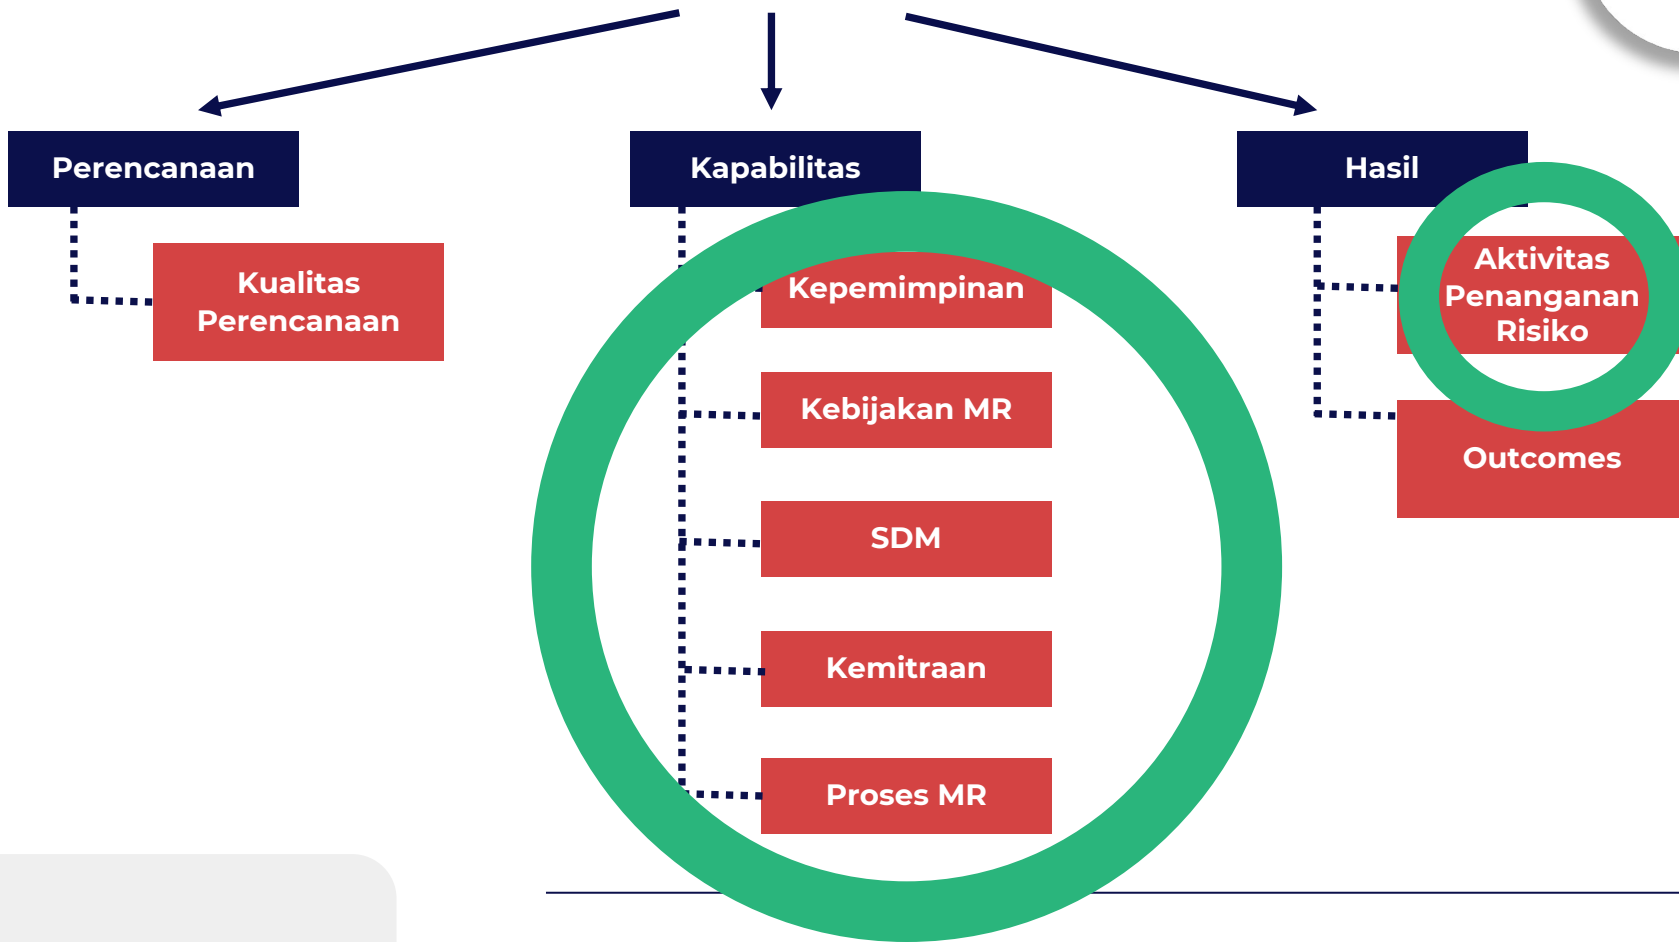 Perencanaan
Kualitas
Perencanaan
Kapabilitas
Kepemimpinan
Kebijakan MR
SDM
Kemitraan
Proses MR
Hasil
Aktivitas
Penanganan
Risiko
Outcomes